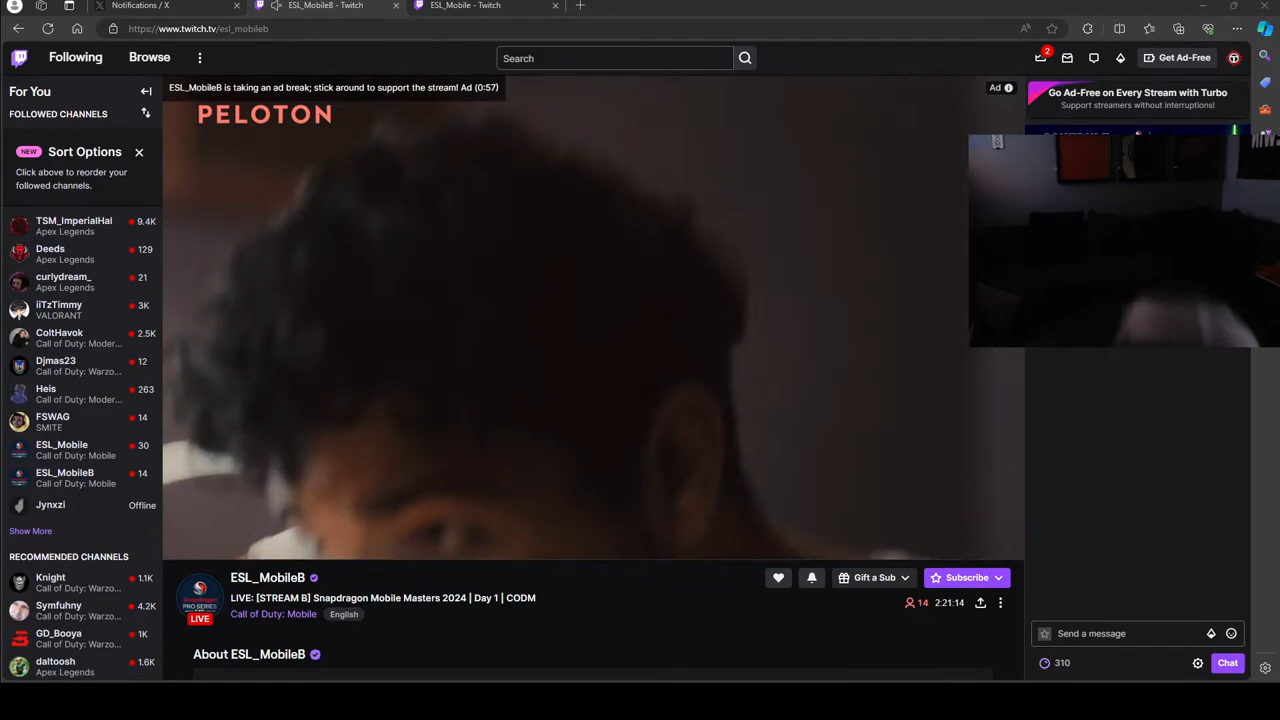 Notifications / X
ESL_MobileB - Twitch
ESL_Mobile - Twitch
https://www.twitch.tv/esl_mobileb
Following
Browse
Search
2
Get Ad-Free
For You
FOLLOWED CHANNELS
NEW Sort Options
Click above to reorder your
followed channels.
TSM_ImperialHal 9.4K
Apex Legends
Deeds 129
Apex Legends
curlydream_ 21
Apex Legends
iiTzTimmy 3K
VALORANT
ColtHavok 2.5K
Call of Duty: Moder...
Djmas23 12
Call of Duty: Warzo...
Heis 263
Call of Duty: Moder...
FSWAG 14
SMITE
ESL_Mobile 30
Call of Duty: Mobile
ESL_MobileB 14
Call of Duty: Mobile
Jynxzi Offline
Show More
RECOMMENDED CHANNELS
Knight 1.1K
Call of Duty: Warzo...
Symfuhny 4.2K
Call of Duty: Warzo...
GD_Booya 1K
Call of Duty: Warzo...
daltoosh 1.6K
Apex Legends
ESL_MobileB is taking an ad break; stick around to support the stream! Ad (0:57)
Ad
PELOTON
LIVE
ESL_MobileB
LIVE: [STREAM B] Snapdragon Mobile Masters 2024 | Day 1 | CODM
Call of Duty: Mobile English
Gift a Sub
Subscribe
14 2:21:14
About ESL_MobileB
Go Ad-Free on Every Stream with Turbo
Support streamers without interruptions!
Send a message
310
Chat